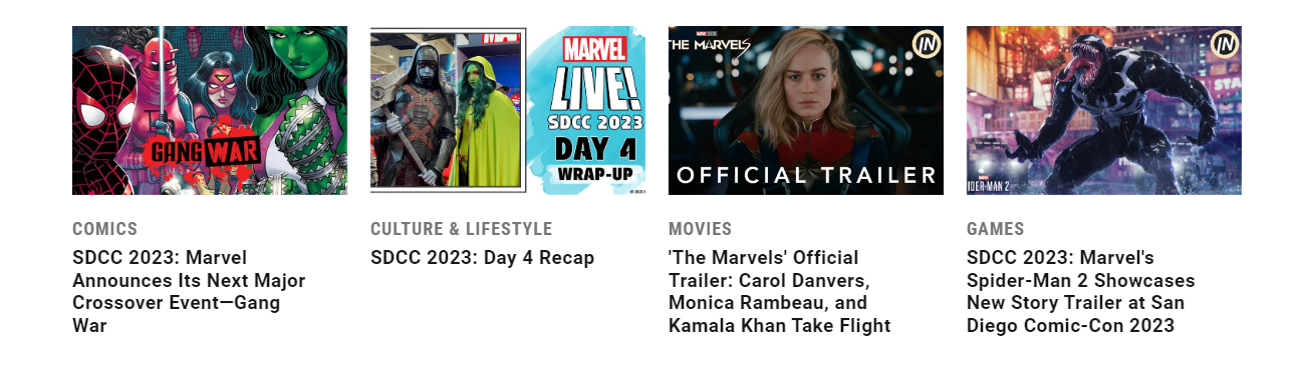 GANG WAR
MARVEL
LIVE!
SDCC 2023
DAY 4
WRAP-UP
THE MARVELS
IN
OFFICIAL TRAILER
IN
MARVEL
IDER-MAN 2
COMICS
SDCC 2023: Marvel
Announces Its Next Major
Crossover Event—Gang
War
CULTURE & LIFESTYLE
SDCC 2023: Day 4 Recap
MOVIES
'The Marvels' Official
Trailer: Carol Danvers,
Monica Rambeau, and
Kamala Khan Take Flight
GAMES
SDCC 2023: Marvel's
Spider-Man 2 Showcases
New Story Trailer at San
Diego Comic-Con 2023